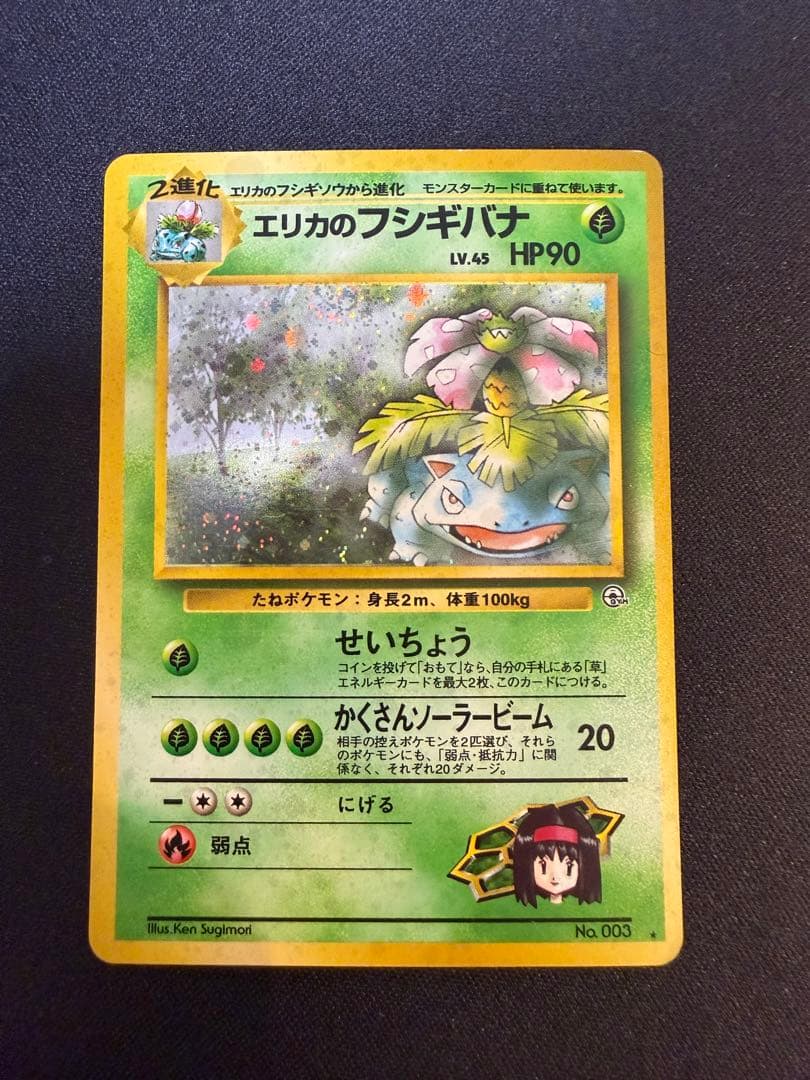 2進化 エリカのフシギソウから進化 モンスターカードに重ねて使います。
エリカのフシギバナ
LV.45 HP90
たねポケモン：身長2m、体重100kg
GYM
せいちょう
コインを投げて「おもて」なら、自分の手札にある「草」
エネルギーカードを最大2枚、このカードにつける。
かくさんソーラービーム 20
相手の控えポケモンを2匹選び、それら
のポケモンにも、「弱点・抵抗力」に関
係なく、それぞれ20ダメージ。
ー にげる
弱点
Illus.Ken Sugimori No. 003 ★